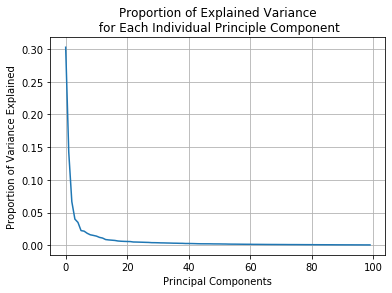 Proportion of Explained Variance
for Each Individual Principle Component
0.30
0.25
0.20
0.15
0.10
0.05
0.00
Proportion of Variance Explained
0 20 40 60 80 100
Principal Components